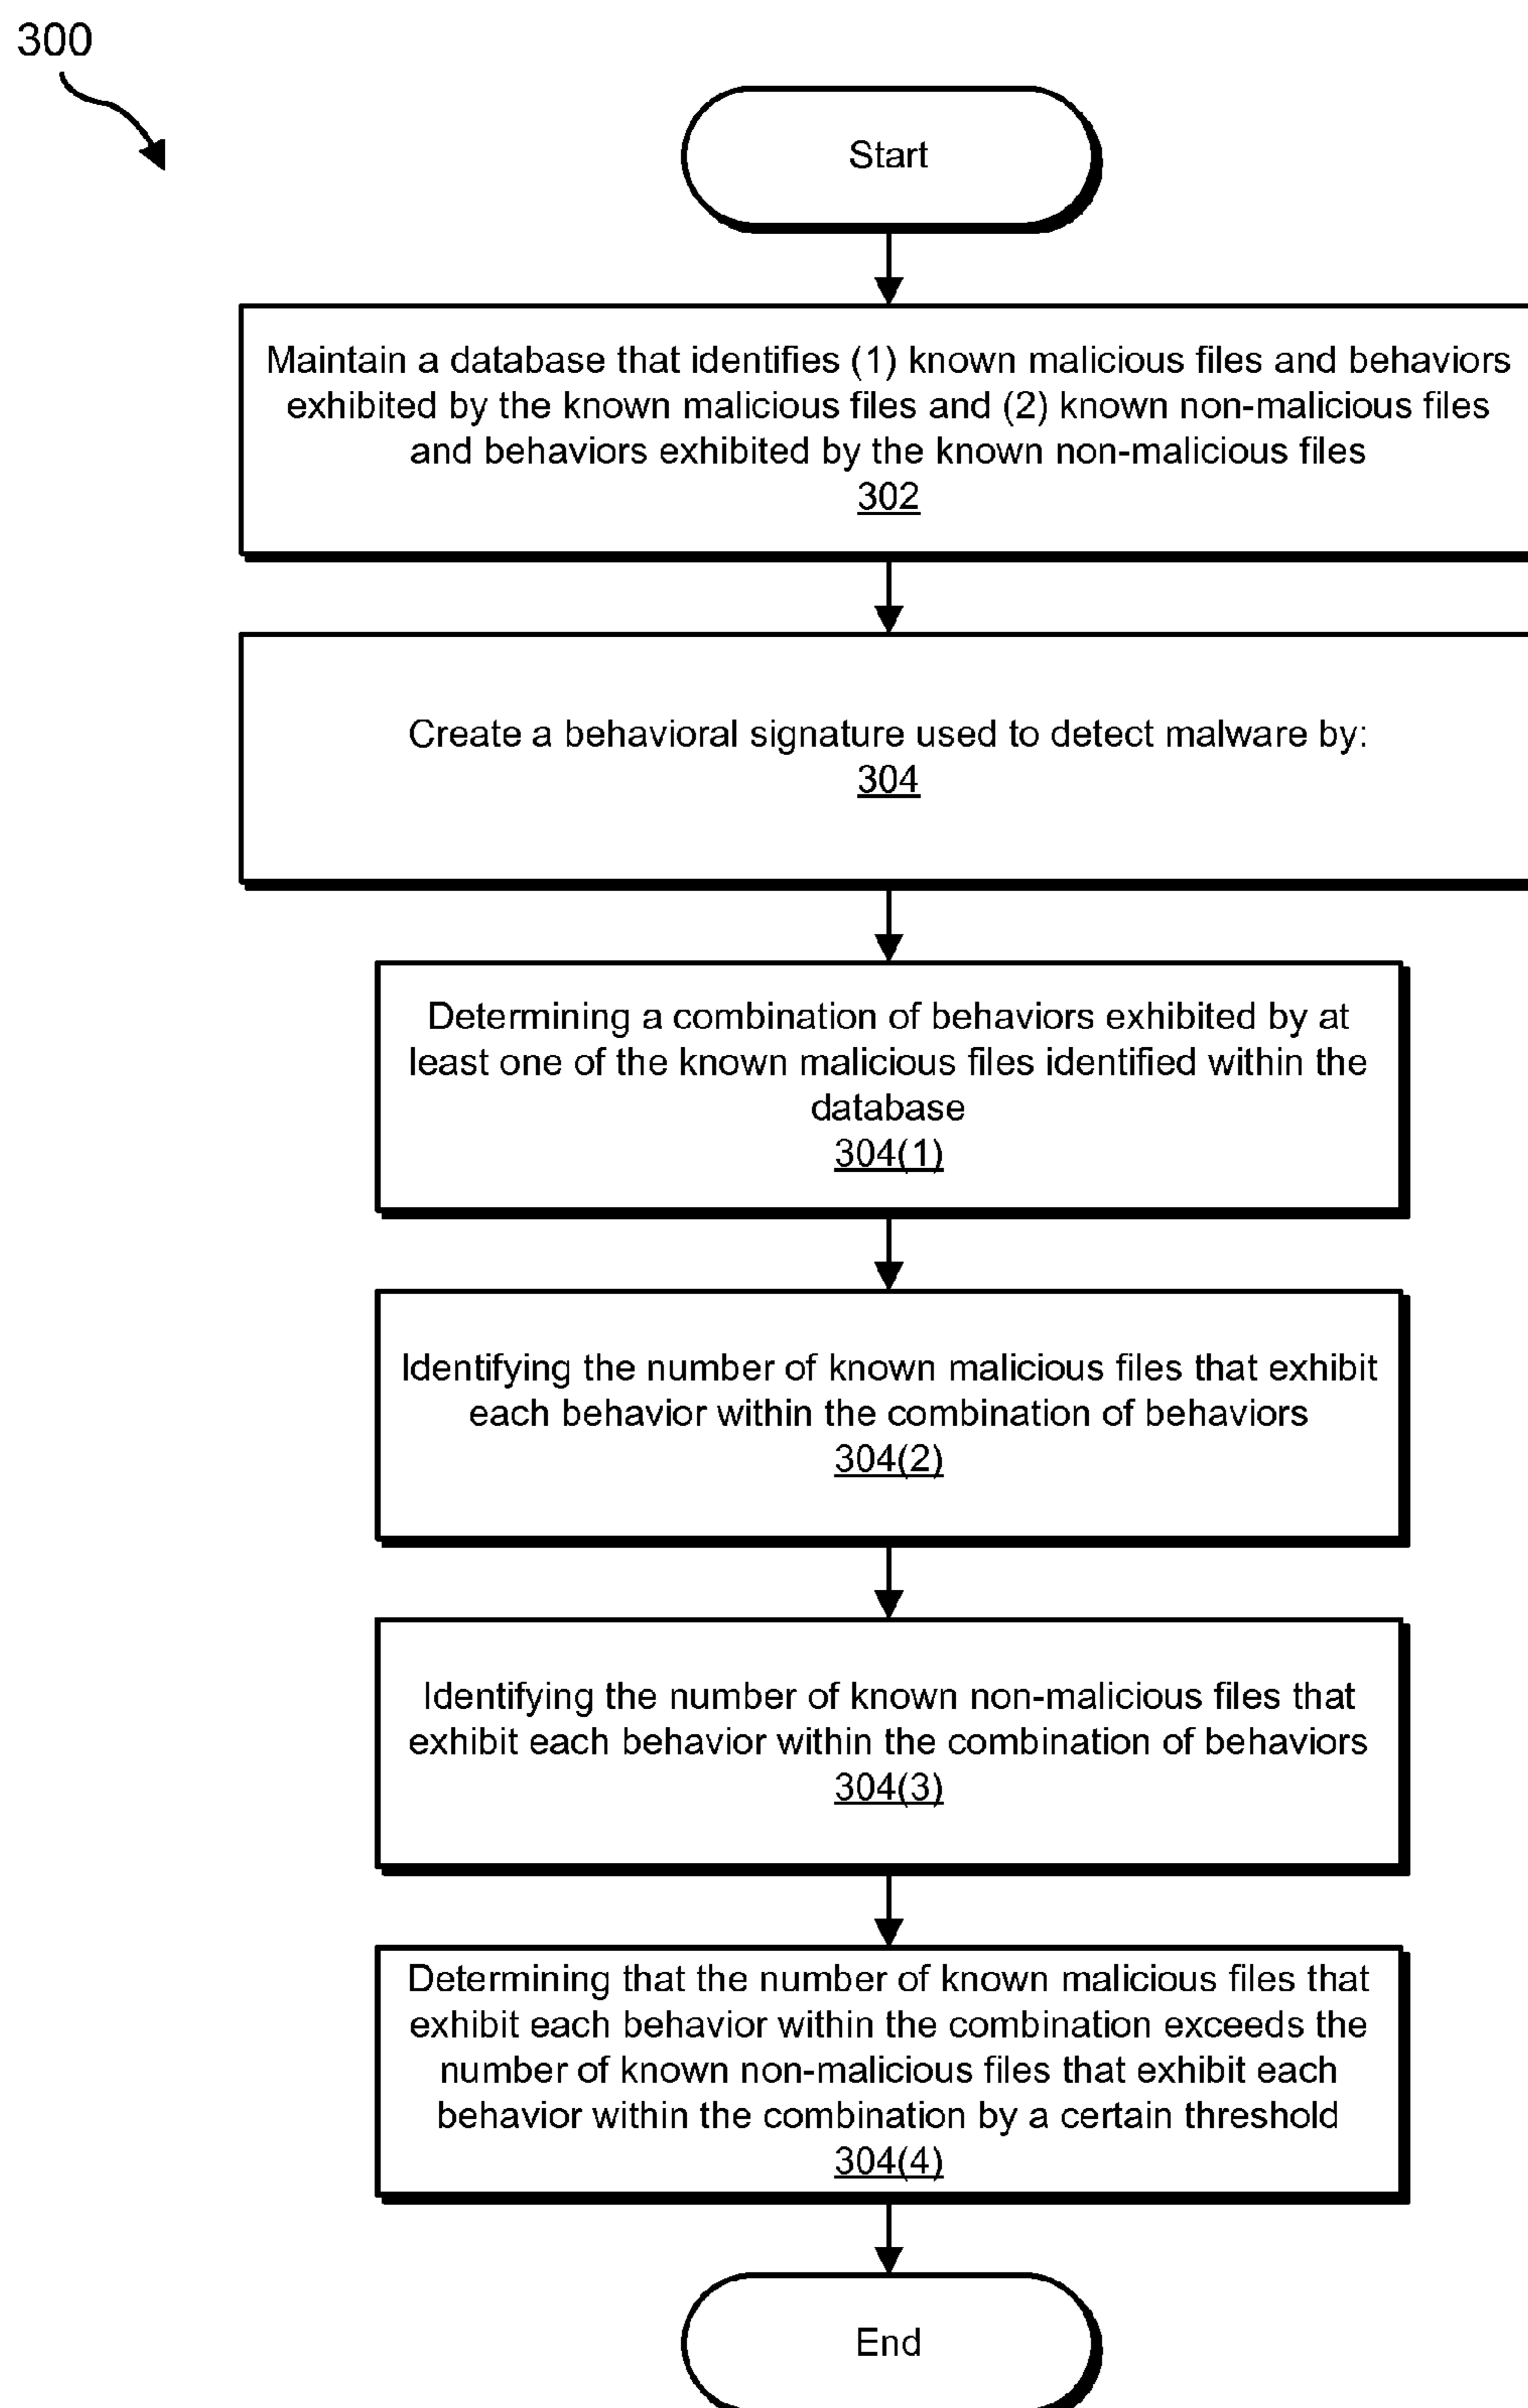 300
Start
Maintain a database that identifies (1) known malicious files and behaviors
exhibited by the known malicious files and (2) known non-malicious files
and behaviors exhibited by the known non-malicious files
302
Create a behavioral signature used to detect malware by:
304
Determining a combination of behaviors exhibited by at
least one of the known malicious files identified within the
database
304(1)
Identifying the number of known malicious files that exhibit
each behavior within the combination of behaviors
304(2)
Identifying the number of known non-malicious files that
exhibit each behavior within the combination of behaviors
304(3)
Determining that the number of known malicious files that
exhibit each behavior within the combination exceeds the
number of known non-malicious files that exhibit each
behavior within the combination by a certain threshold
304(4)
End